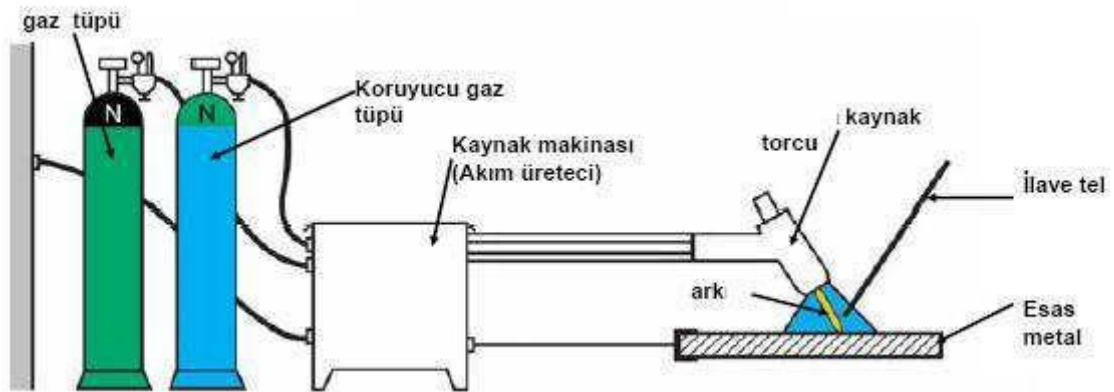 gaz tüpü
N
N
Koruyucu gaz
tüpü
Kaynak makinası
(Akım üreteci)
kaynak
torcu
İlave tel
ark
Esas
metal